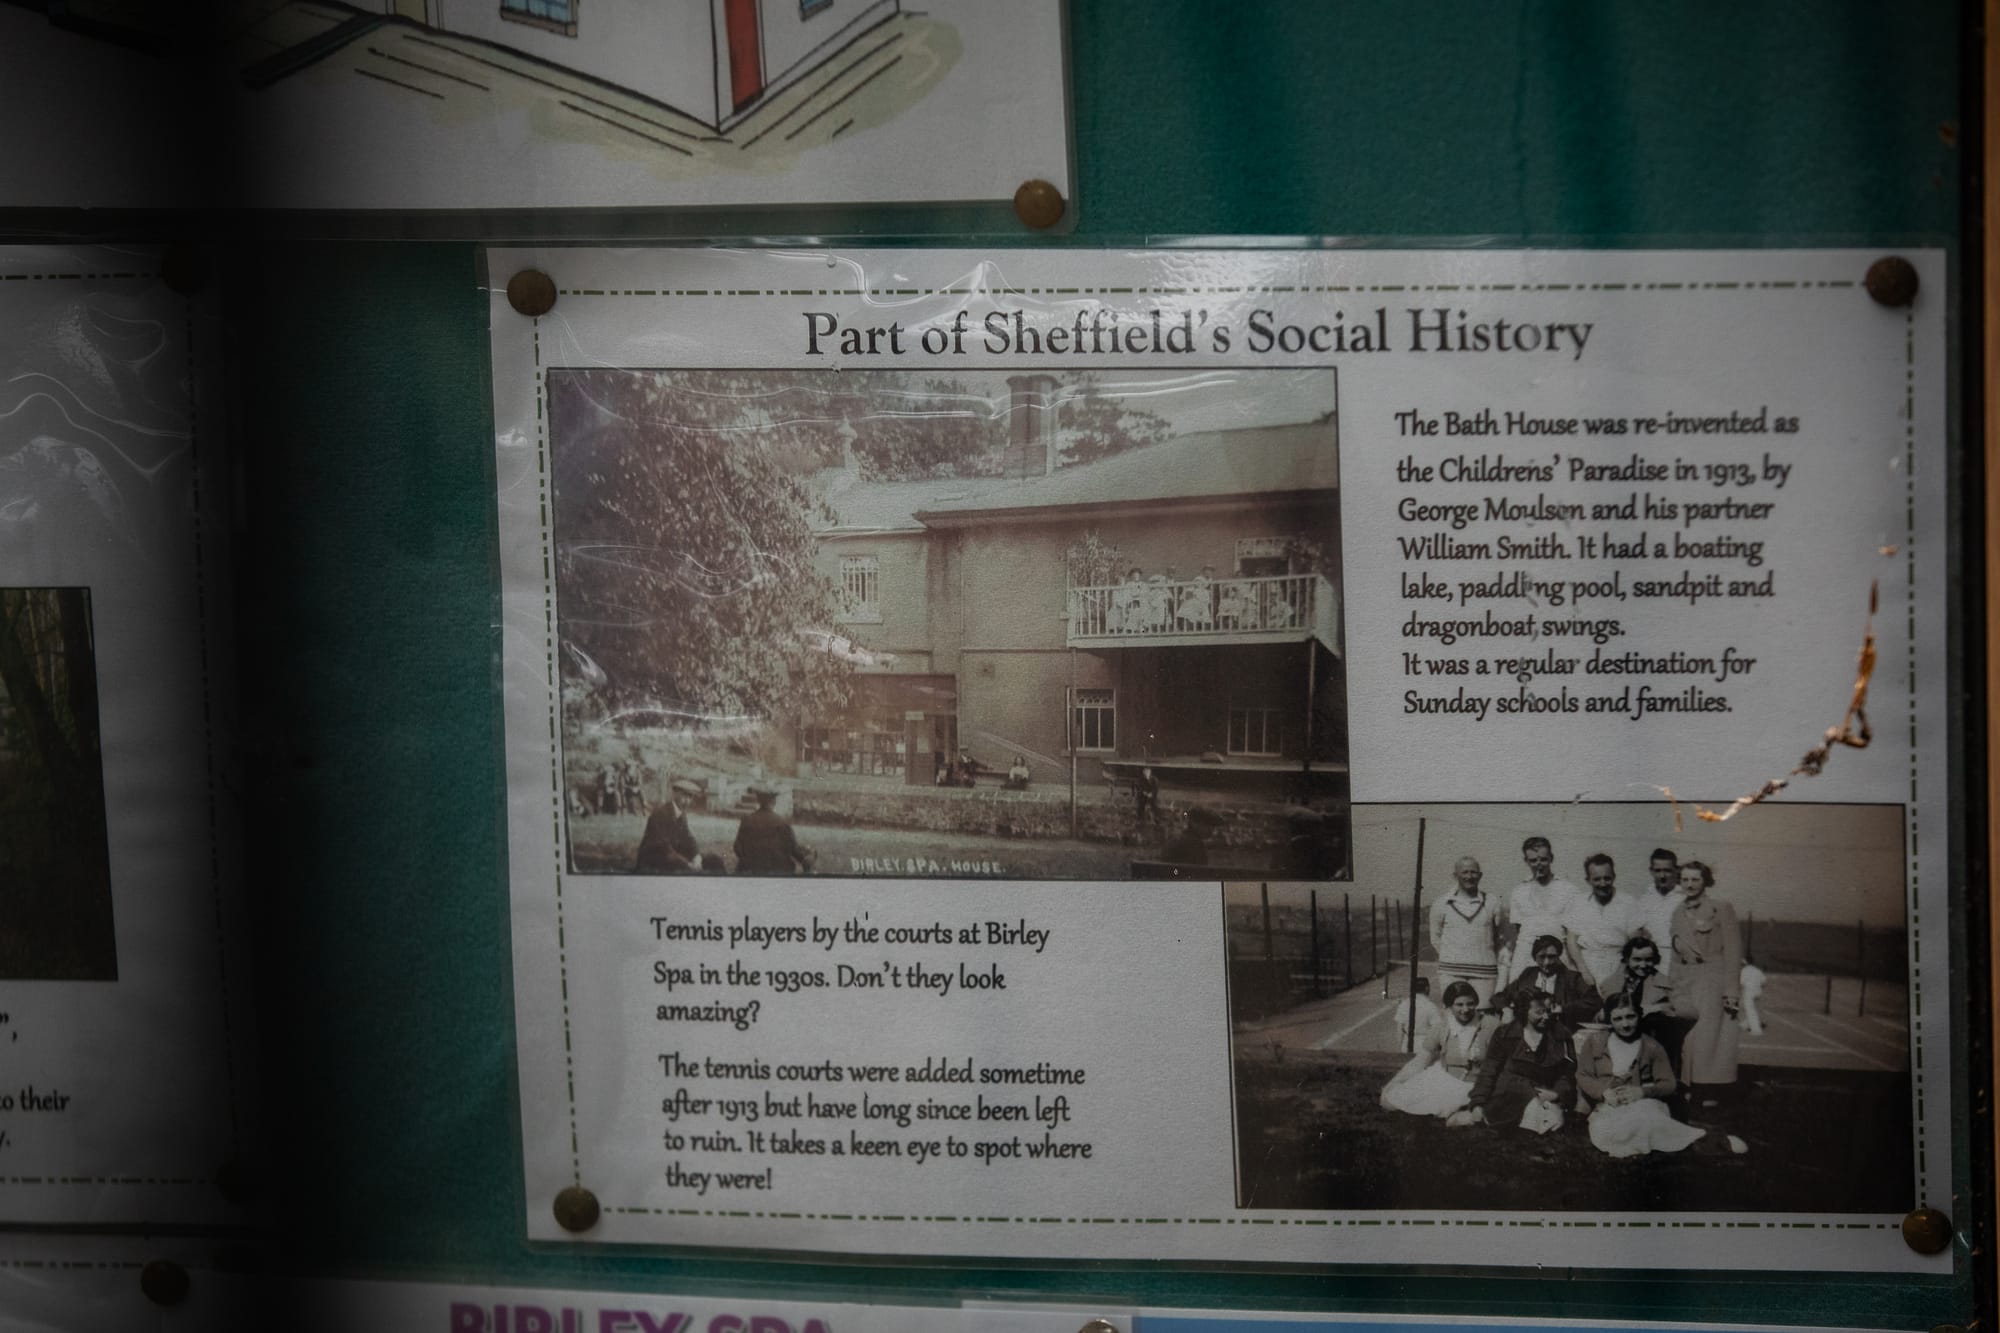 Part of Sheffield's Social History
The Bath House was re-invented as
the Childrens' Paradise in 1913, by
George Moulson and his partner
William Smith. It had a boating
lake, paddling pool, sandpit and
dragonboat swings.
It was a regular destination for
Sunday schools and families.
BIRLEY.SPA.HOUSE.
Tennis players by the courts at Birley
Spa in the 1930s. Don't they look
amazing?
The tennis courts were added sometime
after 1913 but have long since been left
to ruin. It takes a keen eye to spot where
they were!
",
to their
y.
BIRLEY SPA